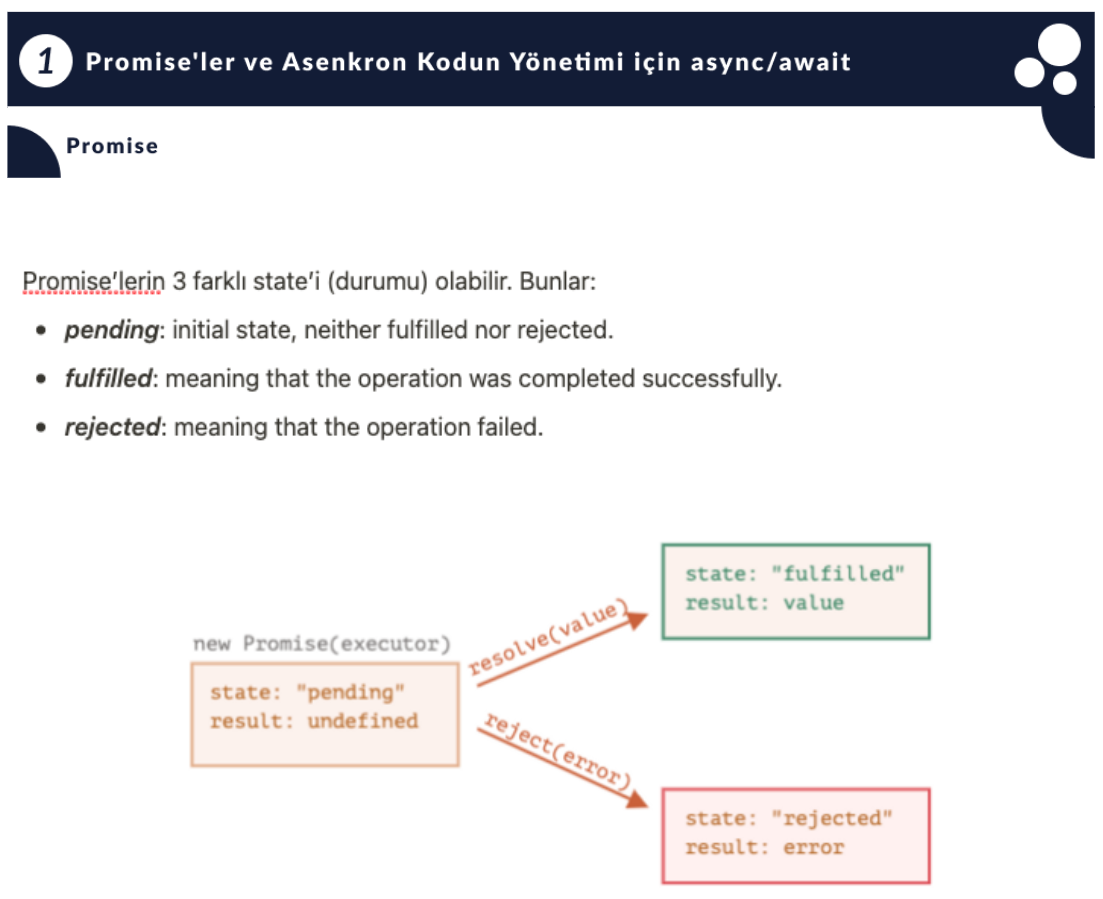 1 Promise'ler ve Asenkron Kodun Yönetimi için async/await
Promise
Promise'lerin 3 farklı state'i (durumu) olabilir. Bunlar:
• pending: initial state, neither fulfilled nor rejected.
• fulfilled: meaning that the operation was completed successfully.
• rejected: meaning that the operation failed.
new Promise(executor)
state: "pending"
result: undefined
resolve(value)
state: "fulfilled"
result: value
reject(error)
state: "rejected"
result: error